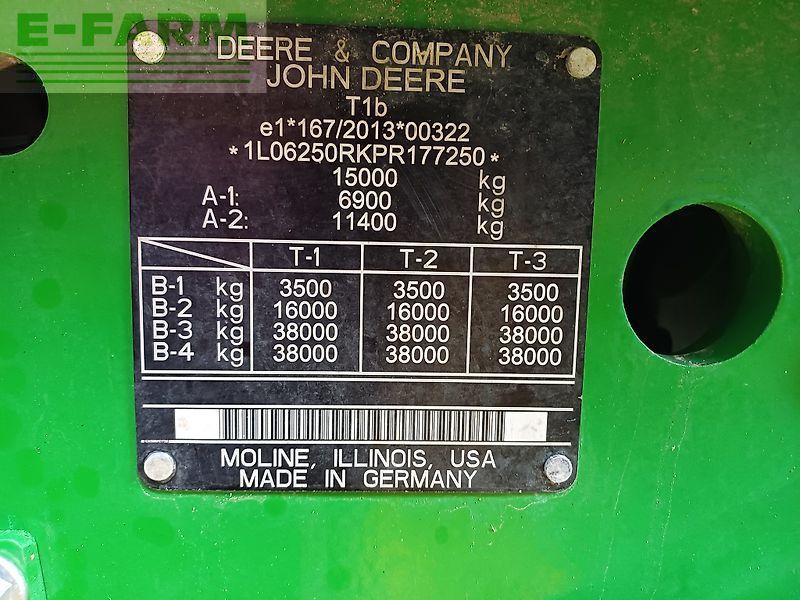 E-FARM
DEERE & COMPANY
JOHN DEERE
T1b
e1*167/2013*00322
*1L06250RKPR177250*
15000 kg
A-1: 6900 kg
A-2: 11400 kg
T-1 T-2 T-3
B-1 kg 3500 3500 3500
B-2 kg 16000 16000 16000
B-3 kg 38000 38000 38000
B-4 kg 38000 38000 38000
MOLINE, ILLINOIS, USA
MADE IN GERMANY